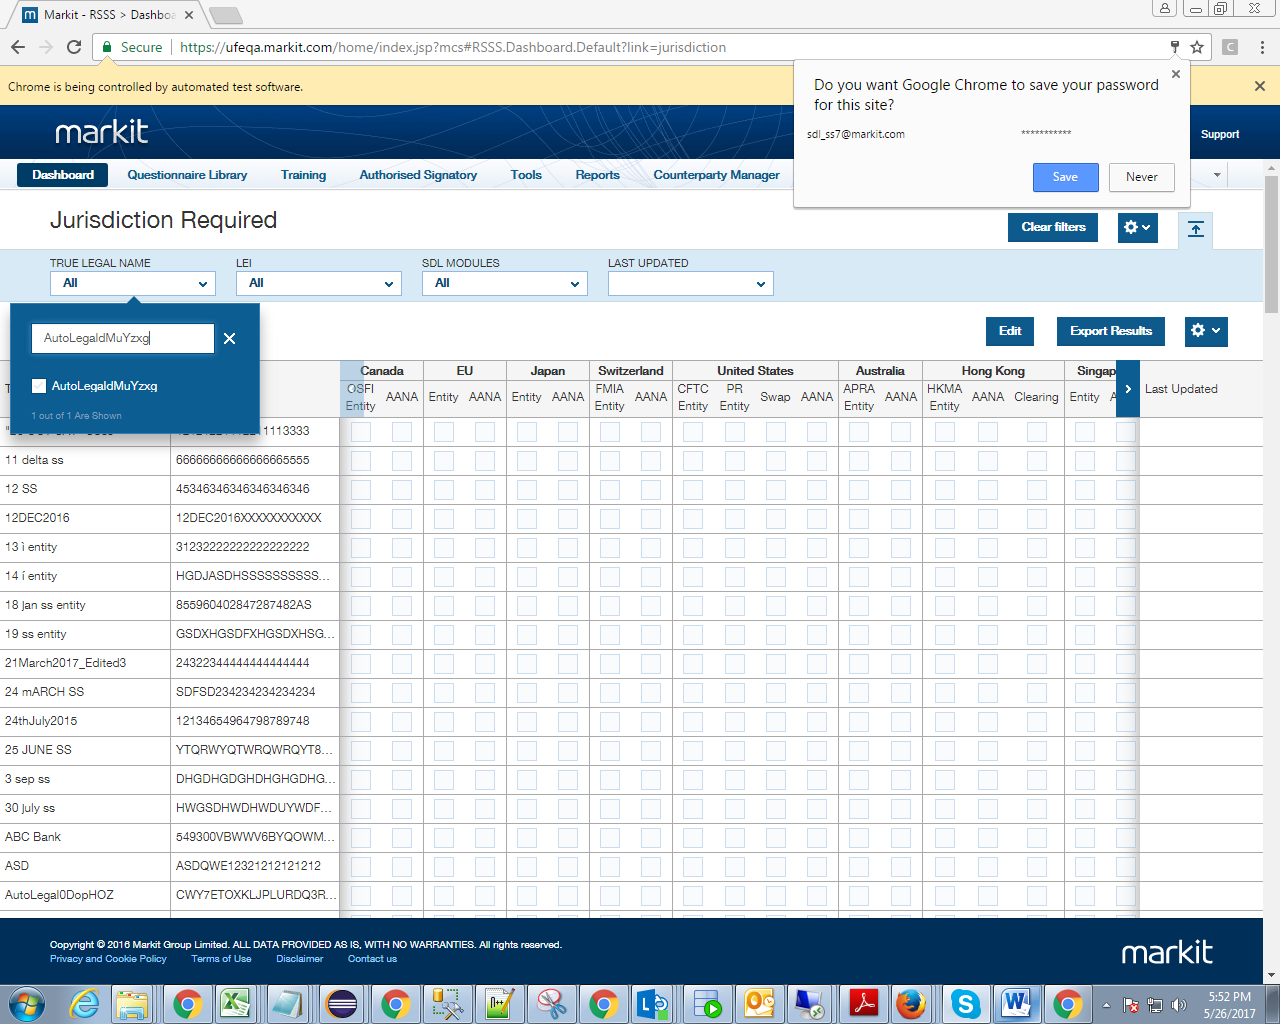 Markit - RSSS > Dashboa
Secure
https://ufeqa.markit.com/home/index.jsp?mcs#RSSS.Dashboard.Default?link=jurisdiction
Chrome is being controlled by automated test software.
Do you want Google Chrome to save your password
for this site?
sdl_ss7@markit.com ***********
Save Never
markit
Support
Dashboard Questionnaire Library Training Authorised Signatory Tools Reports Counterparty Manager
Jurisdiction Required
Clear filters
TRUE LEGAL NAME LEI SDL MODULES LAST UPDATED
All All All
AutoLegaldMuYzxg
AutoLegaldMuYzxg
1 out of 1 Are Shown
Edit Export Results
Canada EU Japan Switzerland United States Australia Hong Kong Singap
OSFI Entity AANA Entity AANA Entity AANA FMIA Entity AANA CFTC Entity PR Entity Swap AANA APRA Entity AANA HKMA Entity AANA Clearing Entity A
Last Updated
11 delta ss 66666666666666665555
12 SS 45346346346346346346
12DEC2016 12DEC2016XXXXXXXXXXX
13 ì entity 31232222222222222222
14 í entity HGDJASDHSSSSSSSSSS...
18 jan ss entity 855960402847287482AS
19 ss entity GSDXHGSDFXHGSDXHSG...
21March2017_Edited3 24322344444444444444
24 mARCH SS SDFSD234234234234234
24thJuly2015 12134654964798789748
25 JUNE SS YTQRWYQTWRQWRQYT8...
3 sep ss DHGDHGDGHDHGHGDHG...
30 july ss HWGSDHWDHWDUYWDF...
ABC Bank 549300VBWWV6BYQOWM...
ASD ASDQWE12321212121212
AutoLegal0DopHOZ CWY7ETOXKLJPLURDQ3R...
Copyright © 2016 Markit Group Limited. ALL DATA PROVIDED AS IS, WITH NO WARRANTIES. All rights reserved.
Privacy and Cookie Policy Terms of Use Disclaimer Contact us
markit
5:52 PM
5/26/2017